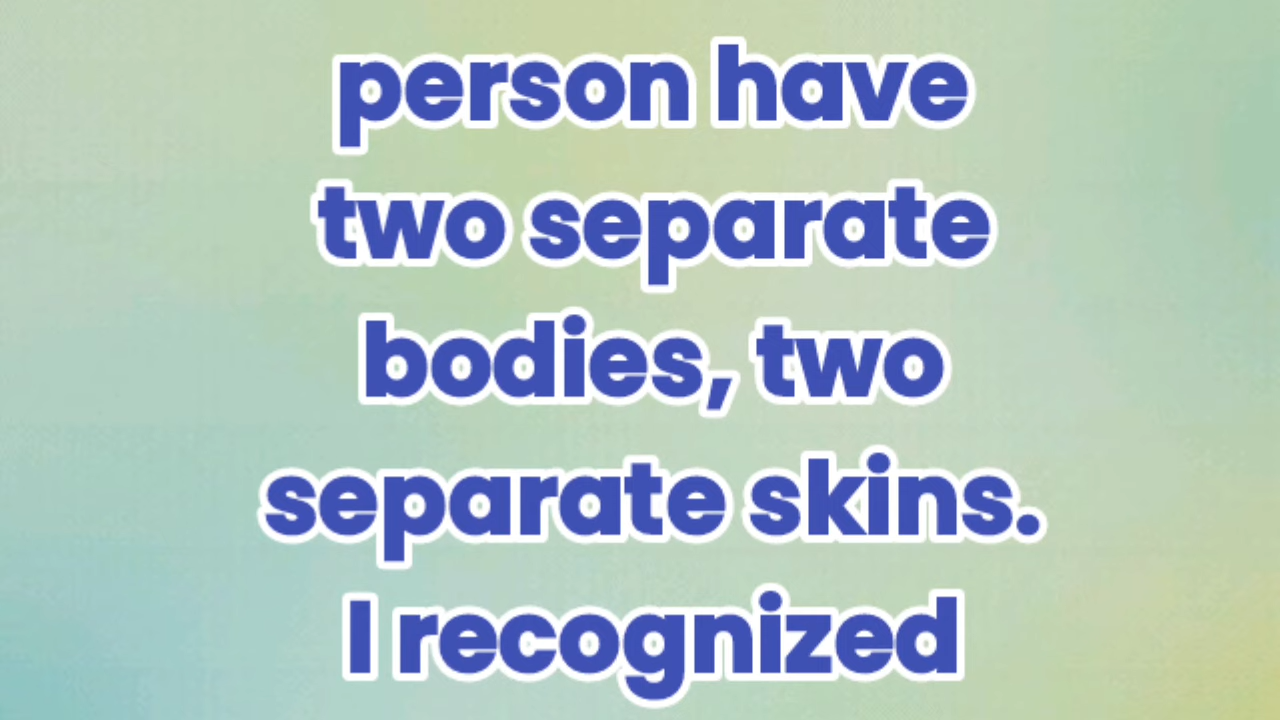 person have
two separate
bodies, two
separate skins.
I recognized